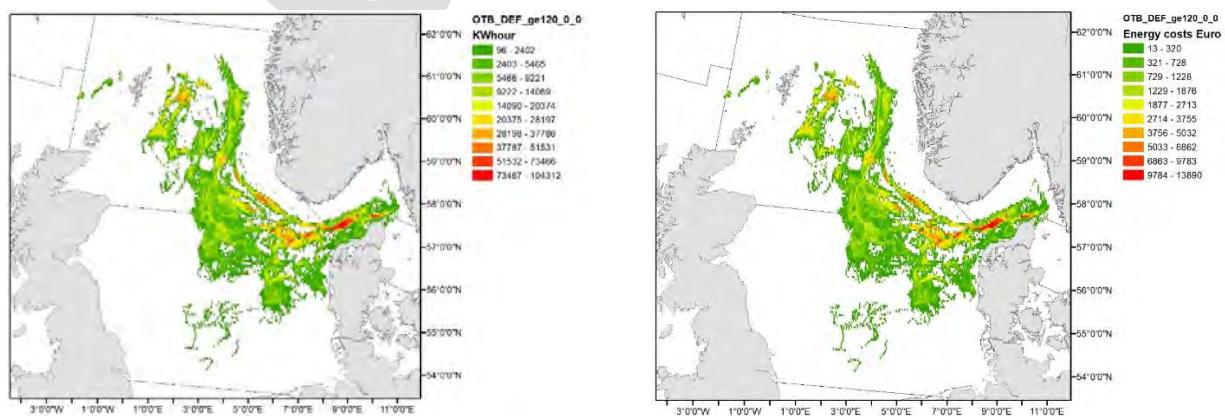 OTB_DEF_ge120_0_0
KWhour
96 - 2402
2403 - 5465
5466 - 9221
9222 - 14089
14090 - 20374
20375 - 28197
28198 - 37786
37787 - 51531
51532 - 73466
73467 - 104312
62°0'0"N
61°0'0"N
60°0'0"N
59°0'0"N
58°0'0"N
57°0'0"N
56°0'0"N
55°0'0"N
54°0'0"N
3°0'0"W
1°0'0"W
1°0'0"E
3°0'0"E
5°0'0"E
7°0'0"E
9°0'0"E
11°0'0"E
OTB_DEF_ge120_0_0
Energy costs Euro
13 - 320
321 - 728
729 - 1228
1229 - 1876
1877 - 2713
2714 - 3755
3756 - 5032
5033 - 6862
6863 - 9783
9784 - 13890
62°0'0"N
61°0'0"N
60°0'0"N
59°0'0"N
58°0'0"N
57°0'0"N
56°0'0"N
55°0'0"N
54°0'0"N
3°0'0"W
1°0'0"W
1°0'0"E
3°0'0"E
5°0'0"E
7°0'0"E
9°0'0"E
11°0'0"E